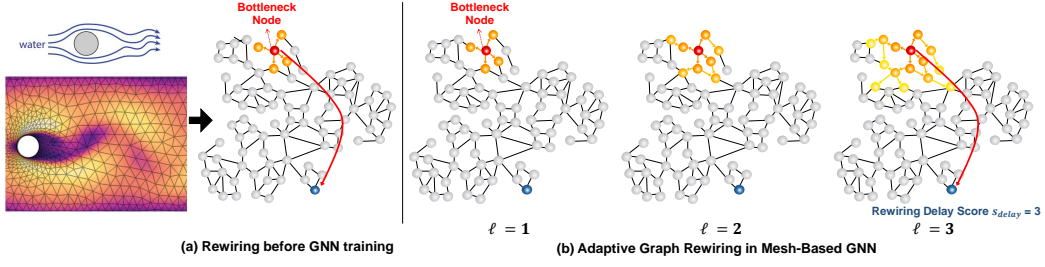 water
Bottleneck
Node
(a) Rewiring before GNN training
Bottleneck
Node
ℓ = 1
ℓ = 2
Rewiring Delay Score s_delay = 3
ℓ = 3
(b) Adaptive Graph Rewiring in Mesh-Based GNN